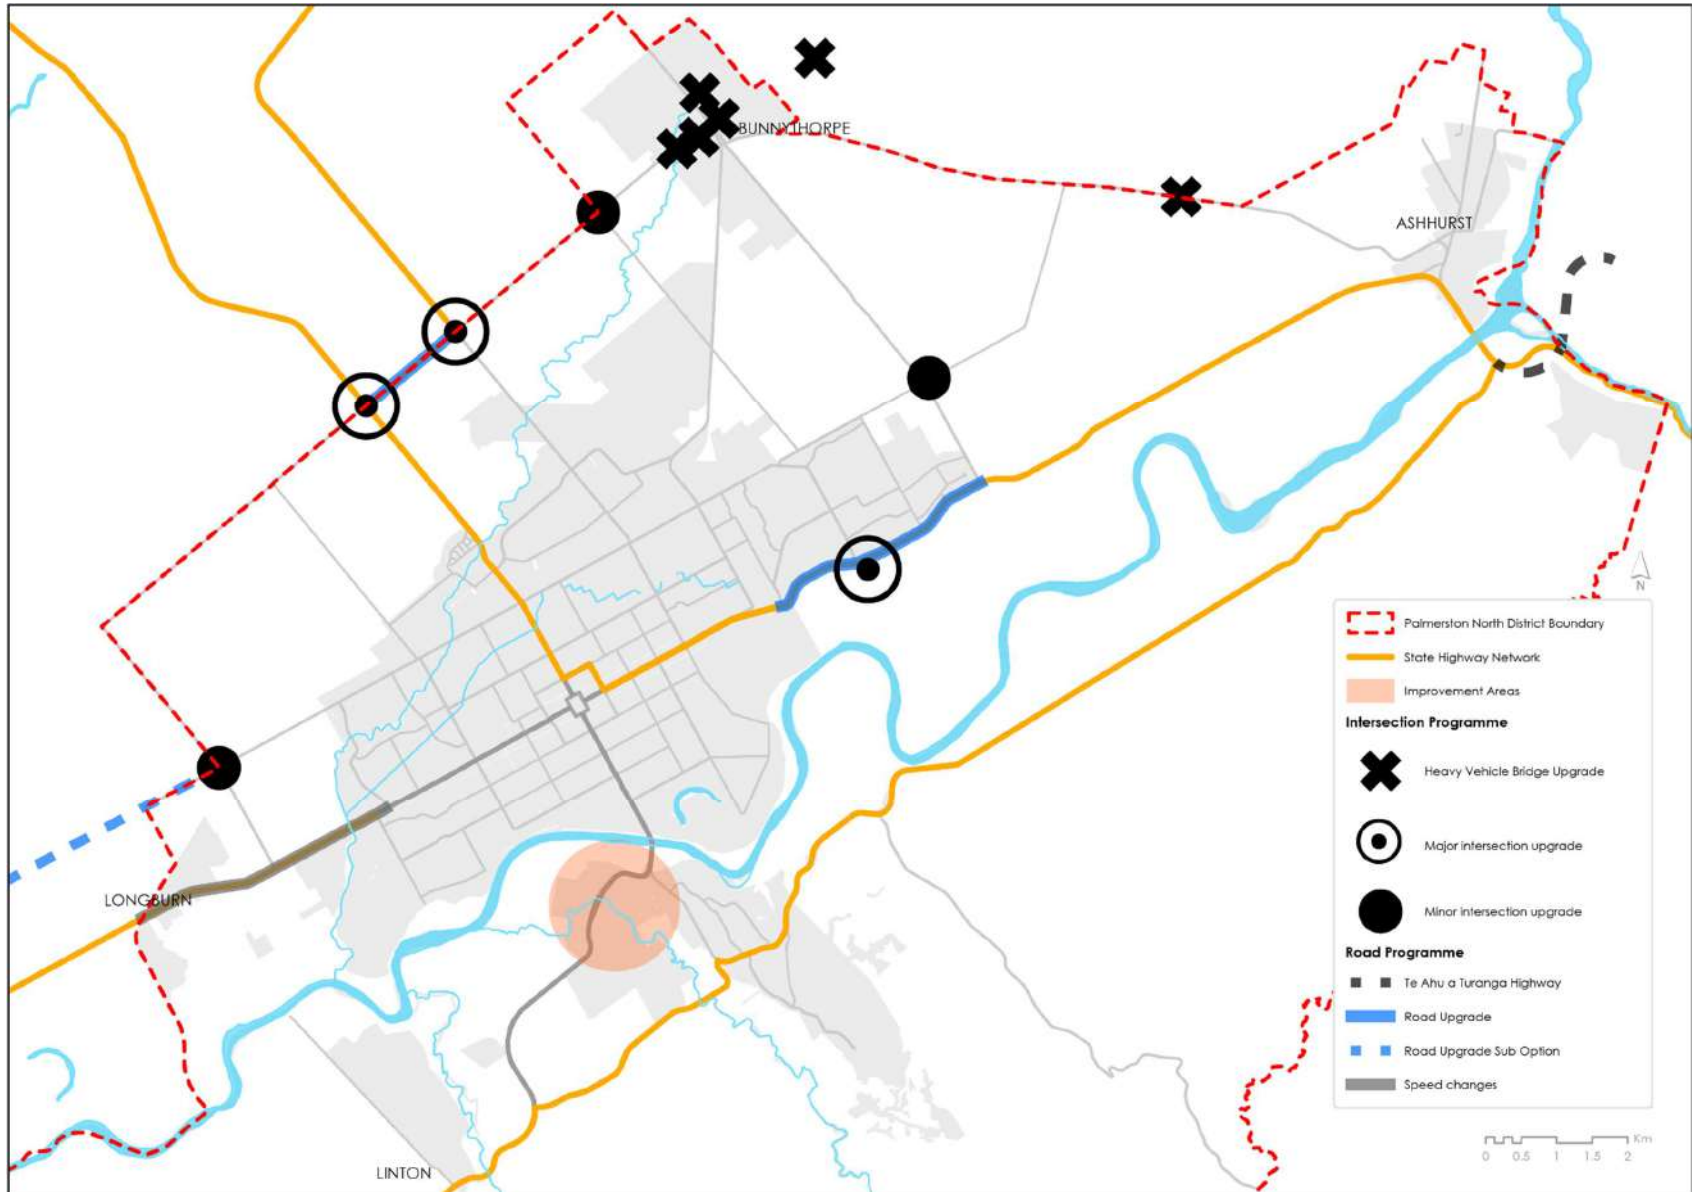 BUNNYTHORPE
ASHHURST
LONGBURN
LINTON
N
Palmerston North District Boundary
State Highway Network
Improvement Areas
Intersection Programme
Heavy Vehicle Bridge Upgrade
Major intersection upgrade
Minor intersection upgrade
Road Programme
Te Ahu a Turanga Highway
Road Upgrade
Road Upgrade Sub Option
Speed changes
Km
0 0.5 1 1.5 2